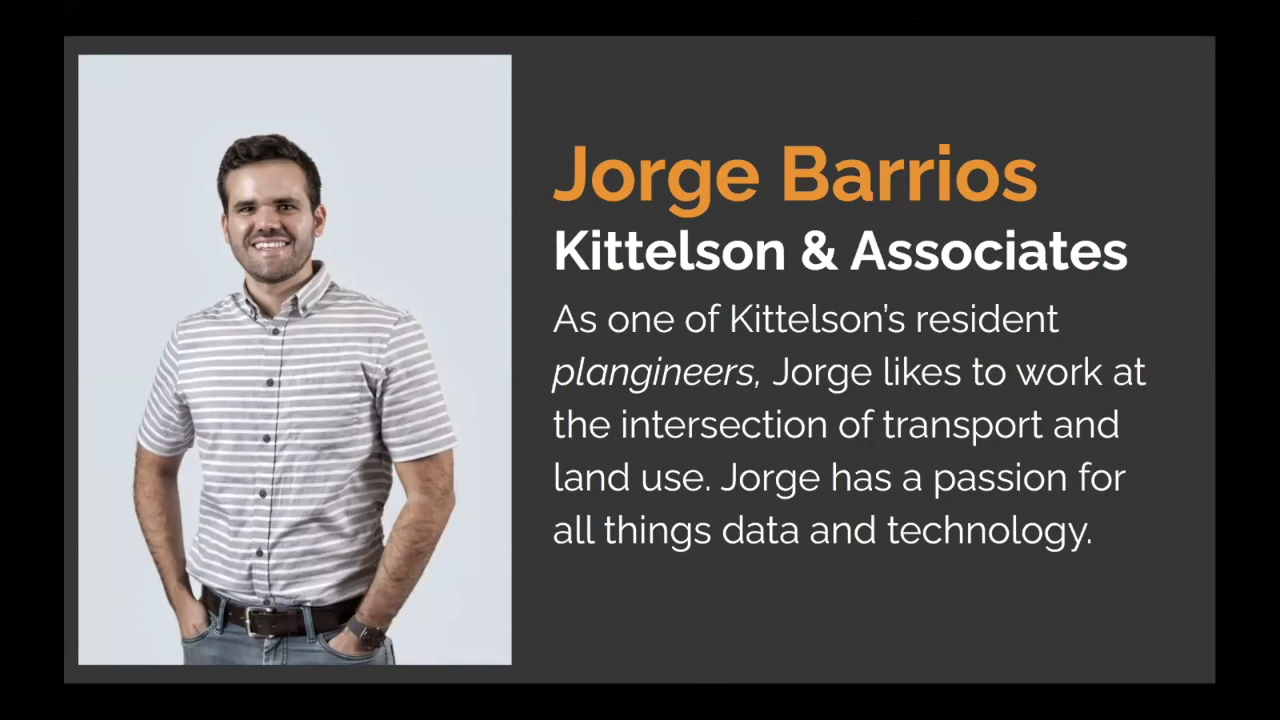 Jorge Barrios
Kittelson & Associates
As one of Kittelson's resident
plangineers, Jorge likes to work at
the intersection of transport and
land use. Jorge has a passion for
all things data and technology.